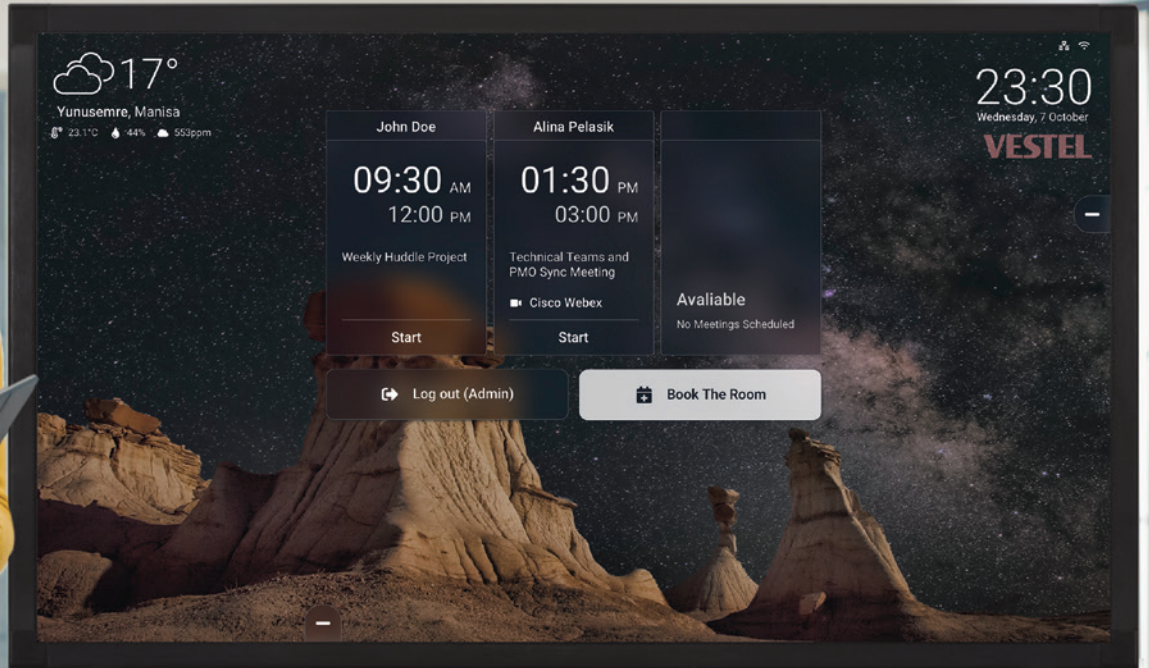 17°
Yunusemre, Manisa
23.1°C 44% 553ppm
23:30
Wednesday, 7 October
VESTEL
John Doe
09:30 AM
12:00 PM
Weekly Huddle Project
Start
Alina Pelasik
01:30 PM
03:00 PM
Technical Teams and
PMO Sync Meeting
Cisco Webex
Start
Avaliable
No Meetings Scheduled
Log out (Admin)
Book The Room